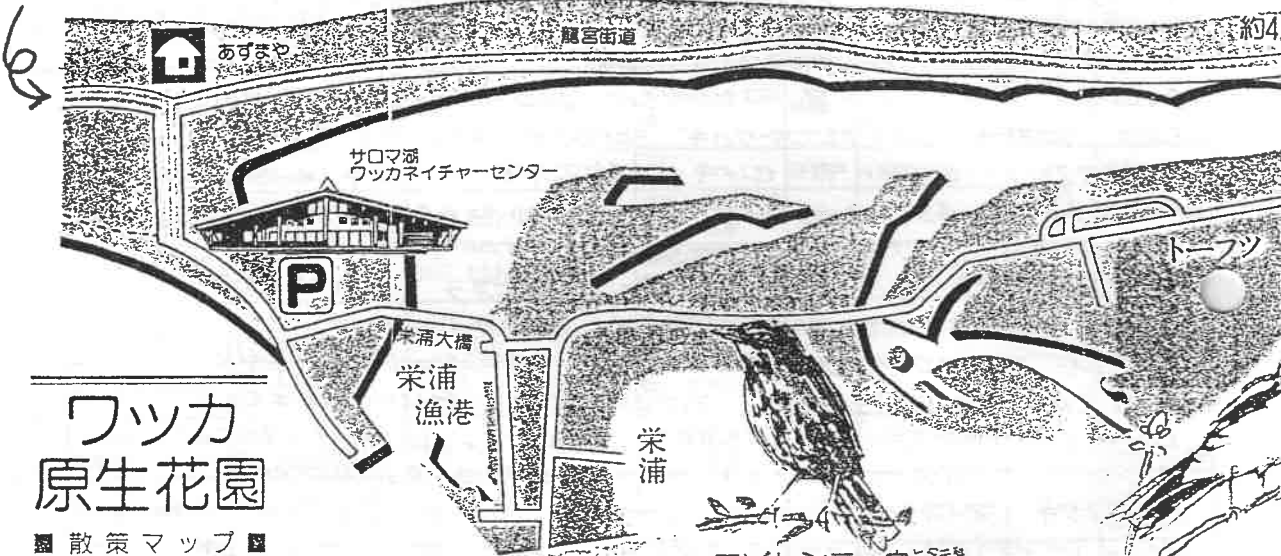 あずまや
龍宮街道
約4
サロマ湖
ワッカネイチャーセンター
P
トーフツ
栄浦大橋
栄浦
漁港
栄浦
ワッカ
原生花園
散策マップ